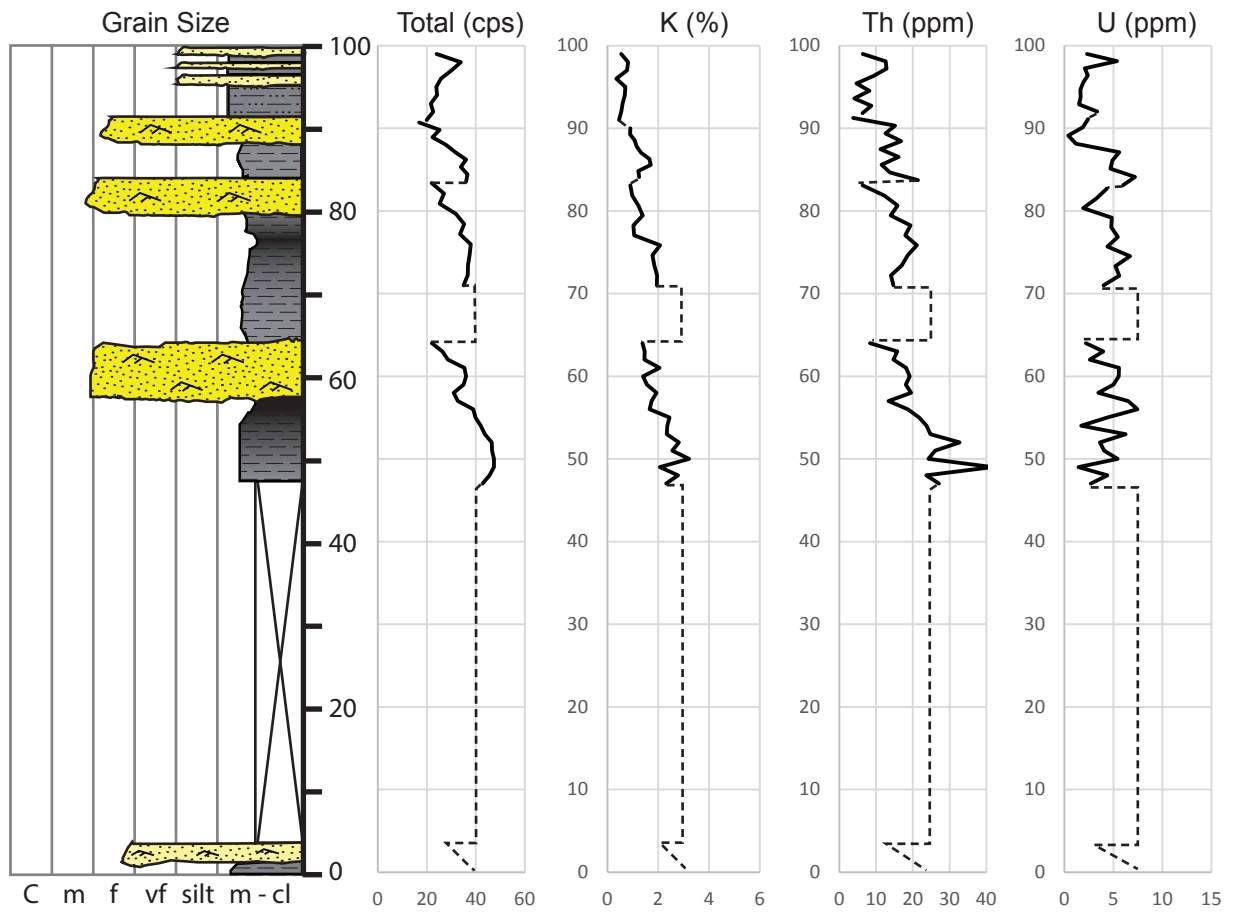 Grain Size Total (cps) K (%) Th (ppm) U (ppm)
100 100 100 100 100
90 90 90 90
80 80 80 80 80
70 70 70 70
60 60 60 60 60
50 50 50 50
40 40 40 40 40
30 30 30 30
20 20 20 20 20
10 10 10 10
0 0 0 0 0
C m f vf silt m - cl 0 20 40 60 0 2 4 6 0 10 20 30 40 0 5 10 15